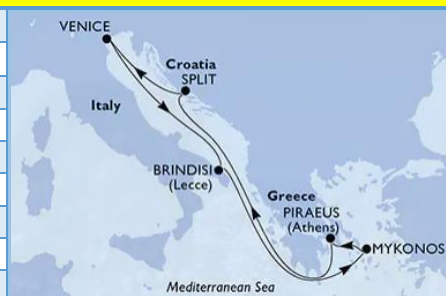 VENICE
Croatia
SPLIT
Italy
BRINDISI
(Lecce)
Greece
PIRAEUS
(Athens)
MYKONOS
Mediterranean Sea